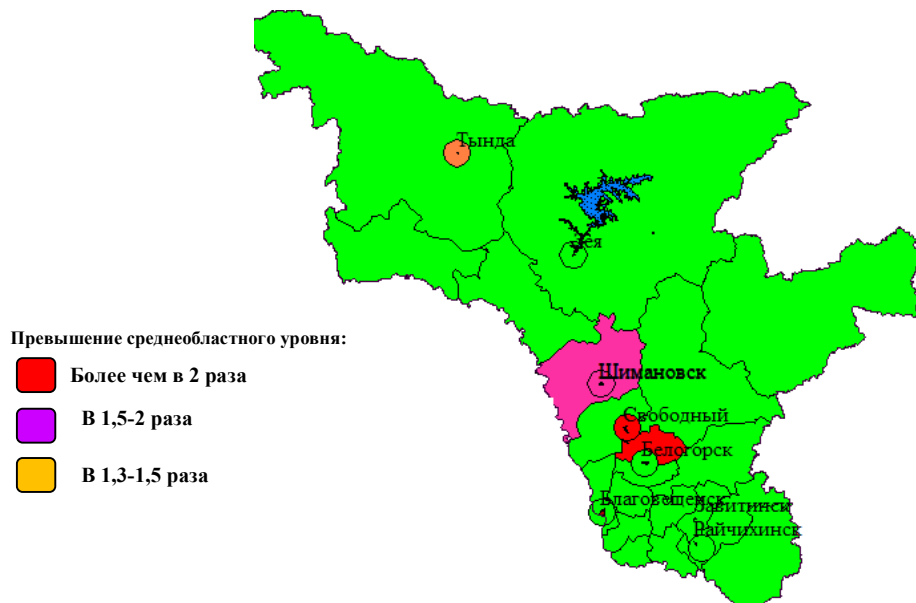 Тында
Зея
Превышение среднеобластного уровня:
Более чем в 2 раза
В 1,5-2 раза
В 1,3-1,5 раза
Шимановск
Свободный
Белогорск
Благовещенск
Завитинск
Райчихинск